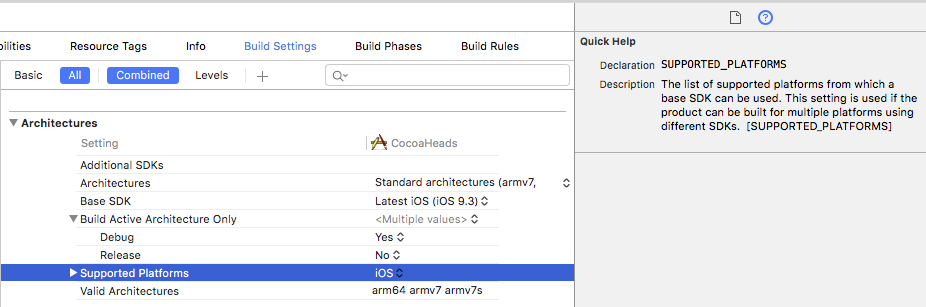 bilities Resource Tags Info Build Settings Build Phases Build Rules
Basic All Combined Levels +
Architectures
Setting CocoaHeads
Additional SDKs
Architectures Standard architectures (armv7,
Base SDK Latest iOS (iOS 9.3)
Build Active Architecture Only <Multiple values>
Debug Yes
Release No
Supported Platforms iOS
Valid Architectures arm64 armv7 armv7s
?
Quick Help
Declaration SUPPORTED_PLATFORMS
Description The list of supported platforms from which a
base SDK can be used. This setting is used if the
product can be built for multiple platforms using
different SDKs. [SUPPORTED_PLATFORMS]